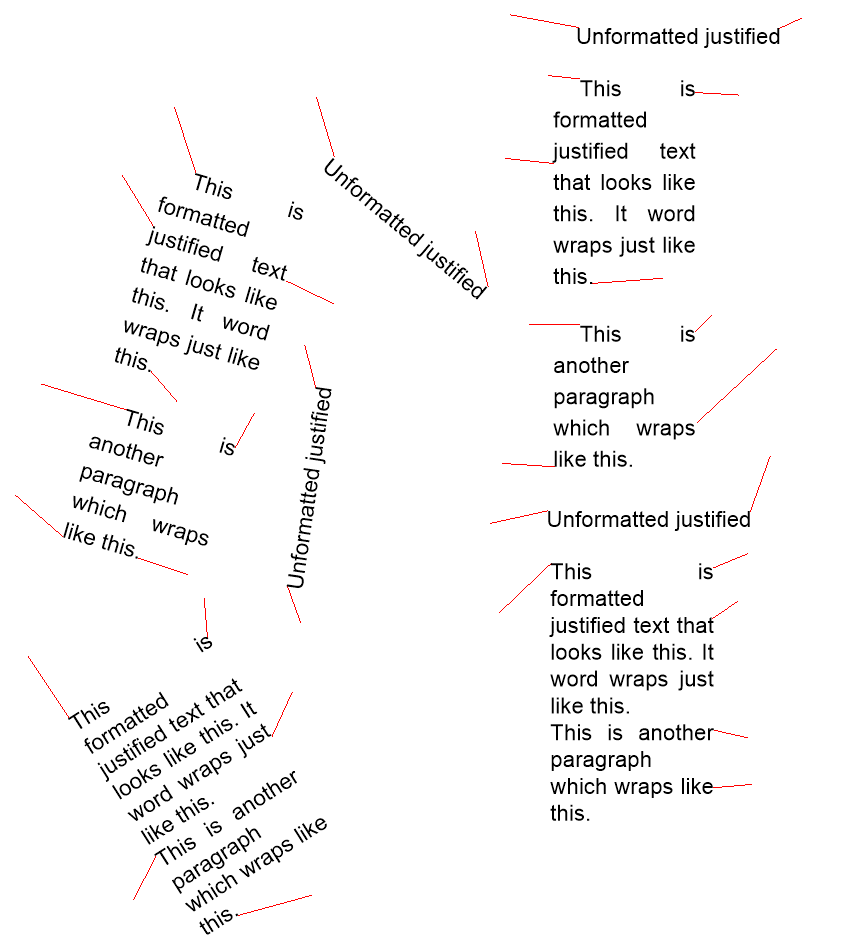 Unformatted justified
This is
formatted
justified text
that looks like
this. It word
wraps just like
this.
This is
another
paragraph
which wraps
like this.
Unformatted justified
This is
formatted
justified text that
looks like this. It
word wraps just
like this.
This is another
paragraph
which wraps like
this.
Unformatted justified
This is
formatted
justified text
that looks like
this. It word
wraps just like
this.
This is
another
paragraph
which wraps
like this.
Unformatted justified
This is
formatted
justified text that
looks like this. It
word wraps just
like this.
This is another
paragraph
which wraps like
this.